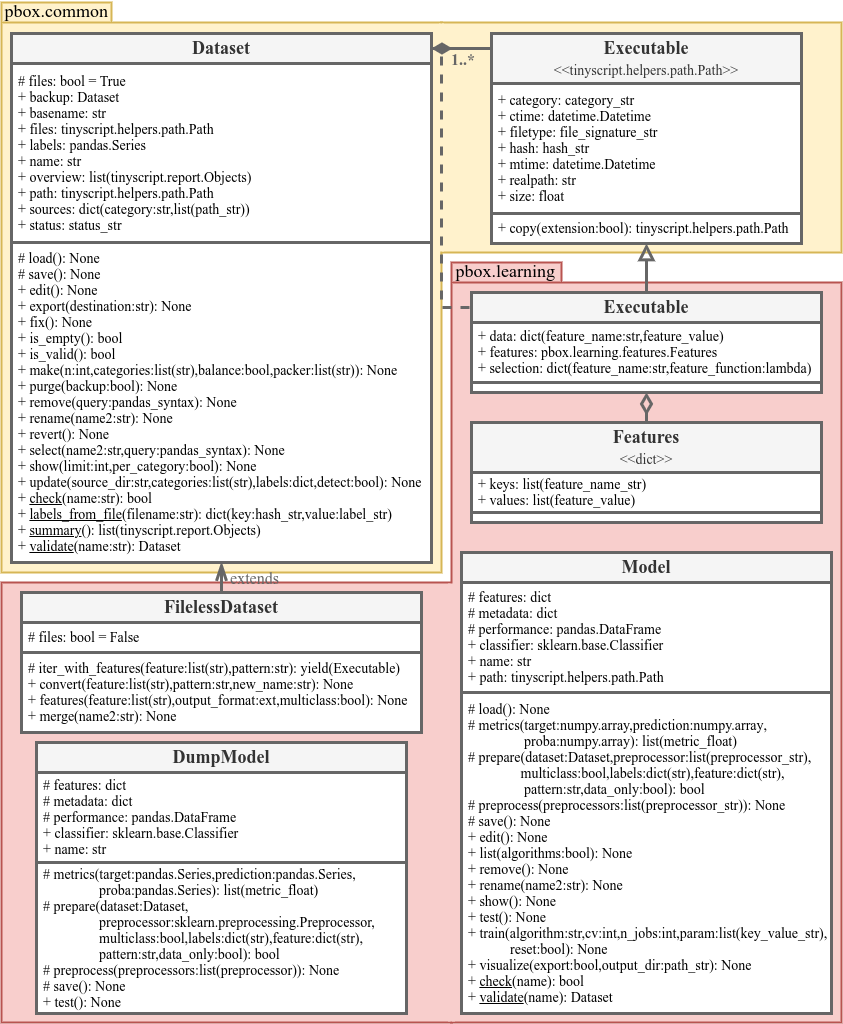 pbox.common
Dataset
# files: bool = True
+ backup: Dataset
+ basename: str
+ files: tinyscript.helpers.path.Path
+ labels: pandas.Series
+ name: str
+ overview: list(tinyscript.report.Objects)
+ path: tinyscript.helpers.path.Path
+ sources: dict(category:str,list(path_str))
+ status: status_str
# load(): None
# save(): None
+ edit(): None
+ export(destination:str): None
+ fix(): None
+ is_empty(): bool
+ is_valid(): bool
+ make(n:int,categories:list(str),balance:bool,packer:list(str)): None
+ purge(backup:bool): None
+ remove(query:pandas_syntax): None
+ rename(name2:str): None
+ revert(): None
+ select(name2:str,query:pandas_syntax): None
+ show(limit:int,per_category:bool): None
+ update(source_dir:str,categories:list(str),labels:dict,detect:bool): None
+ check(name:str): bool
+ labels_from_file(filename:str): dict(key:hash_str,value:label_str)
+ summary(): list(tinyscript.report.Objects)
+ validate(name:str): Dataset
1..*
Executable
<<tinyscript.helpers.path.Path>>
+ category: category_str
+ ctime: datetime.Datetime
+ filetype: file_signature_str
+ hash: hash_str
+ mtime: datetime.Datetime
+ realpath: str
+ size: float
+ copy(extension:bool): tinyscript.helpers.path.Path
pbox.learning
Executable
+ data: dict(feature_name:str,feature_value)
+ features: pbox.learning.features.Features
+ selection: dict(feature_name:str,feature_function:lambda)
Features
<<dict>>
+ keys: list(feature_name_str)
+ values: list(feature_value)
extends
FilelessDataset
# files: bool = False
# iter_with_features(feature:list(str),pattern:str): yield(Executable)
+ convert(feature:list(str),pattern:str,new_name:str): None
+ features(feature:list(str),output_format:ext,multiclass:bool): None
+ merge(name2:str): None
DumpModel
# features: dict
# metadata: dict
# performance: pandas.DataFrame
+ classifier: sklearn.base.Classifier
+ name: str
# metrics(target:pandas.Series,prediction:pandas.Series,
proba:pandas.Series): list(metric_float)
# prepare(dataset:Dataset,
preprocessor:sklearn.preprocessing.Preprocessor,
multiclass:bool,labels:dict(str),feature:dict(str),
pattern:str,data_only:bool): bool
# preprocess(preprocessors:list(preprocessor)): None
# save(): None
+ test(): None
Model
# features: dict
# metadata: dict
# performance: pandas.DataFrame
+ classifier: sklearn.base.Classifier
+ name: str
+ path: tinyscript.helpers.path.Path
# load(): None
# metrics(target:numpy.array,prediction:numpy.array,
proba:numpy.array): list(metric_float)
# prepare(dataset:Dataset,preprocessor:list(preprocessor_str),
multiclass:bool,labels:dict(str),feature:dict(str),
pattern:str,data_only:bool): bool
# preprocess(preprocessors:list(preprocessor_str)): None
# save(): None
+ edit(): None
+ list(algorithms:bool): None
+ remove(): None
+ rename(name2:str): None
+ show(): None
+ test(): None
+ train(algorithm:str,cv:int,n_jobs:int,param:list(key_value_str),
reset:bool): None
+ visualize(export:bool,output_dir:path_str): None
+ check(name): bool
+ validate(name): Dataset